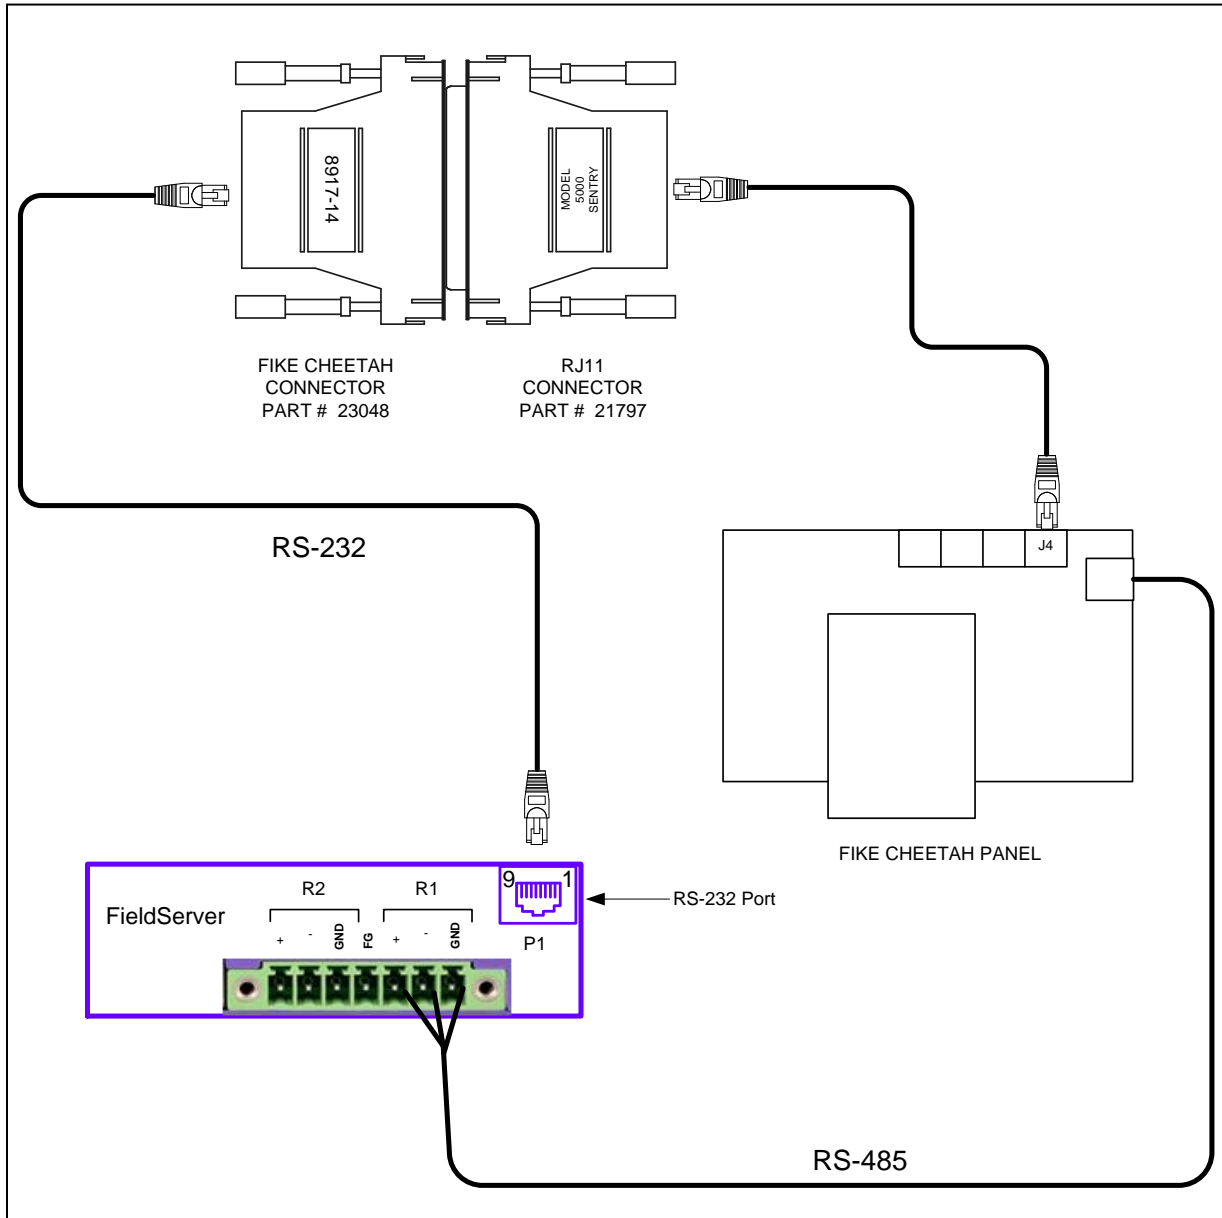 8917-14
MODEL
5000
SENTRY
FIKE CHEETAH
CONNECTOR
PART # 23048
RJ11
CONNECTOR
PART # 21797
RS-232
J4
FIKE CHEETAH PANEL
FieldServer
R2
R1
+ - GND FG + - GND
9 1
P1
RS-232 Port
RS-485